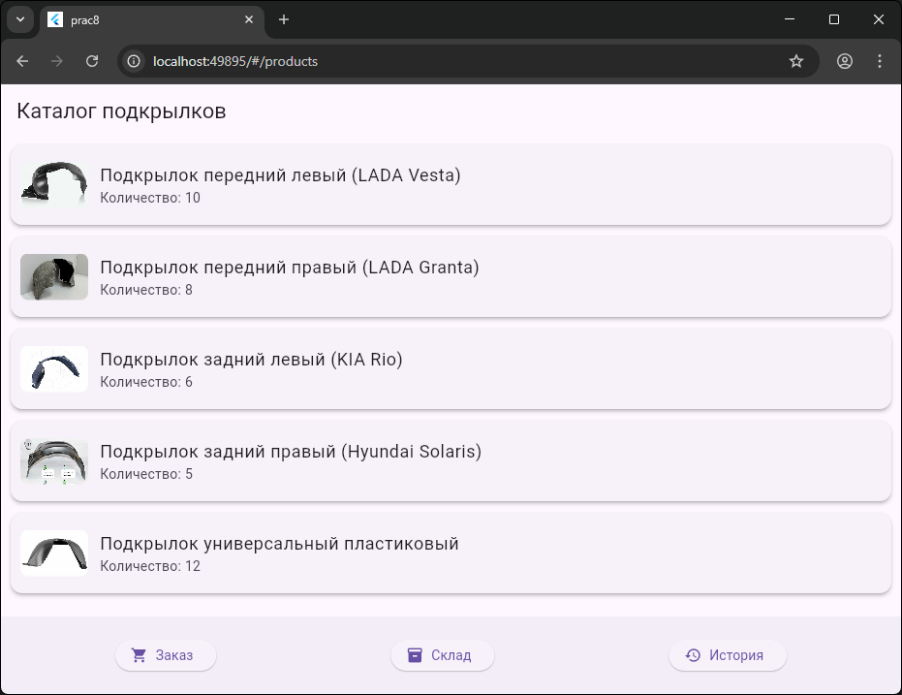 prac8
localhost:49895/#/products
Каталог подкрылков
Подкрылок передний левый (LADA Vesta)
Количество: 10
Подкрылок передний правый (LADA Granta)
Количество: 8
Подкрылок задний левый (KIA Rio)
Количество: 6
Подкрылок задний правый (Hyundai Solaris)
Количество: 5
Подкрылок универсальный пластиковый
Количество: 12
Заказ
Склад
История